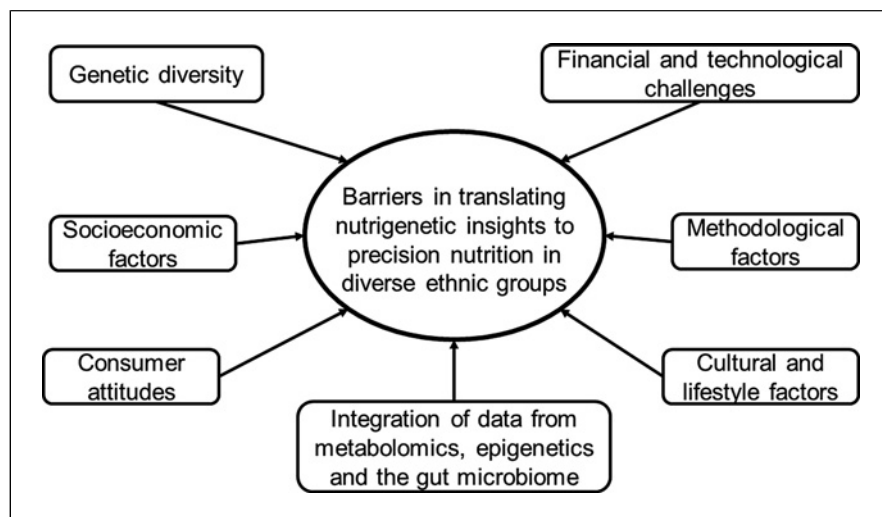 Genetic diversity
Financial and technological
challenges
Barriers in translating
nutrigenetic insights to
precision nutrition in
diverse ethnic groups
Socioeconomic
factors
Methodological
factors
Consumer
attitudes
Cultural and
lifestyle factors
Integration of data from
metabolomics, epigenetics
and the gut microbiome